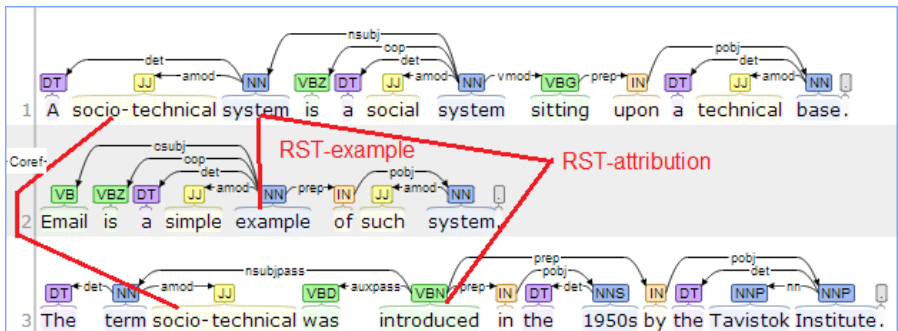 nsubj
cop pobj
det det det
DT JJ amod NN VBZ DT JJ amod NN vmod VBG prep IN DT JJ amod NN .
1 A socio-technical system is a social system sitting upon a technical base.
csubj RST-example
Coref cop RST-attribution
det pobj
VB VBZ DT JJ amod NN prep IN JJ amod NN .
2 Email is a simple example of such system.
prep
nsubjpass pobj pobj
det det
DT det NN amod JJ VBD auxpass VBN prep IN DT NNS IN DT NNP nn NNP .
3 The term socio-technical was introduced in the 1950s by the Tavistok Institute.